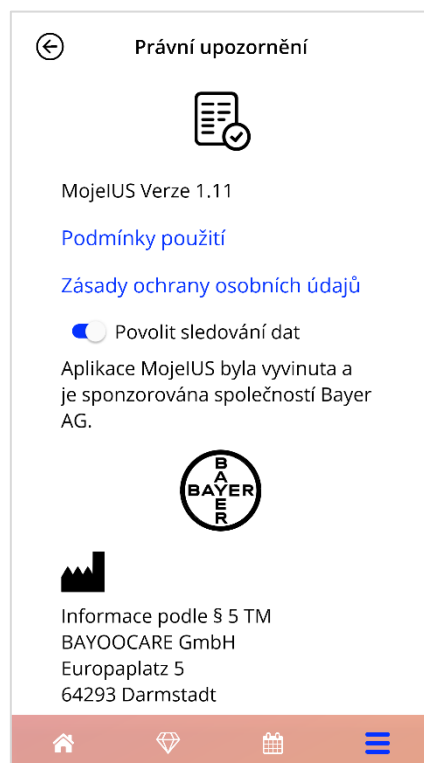 Právní upozornění
MojeIUS Verze 1.11
Podmínky použití
Zásady ochrany osobních údajů
Povolit sledování dat
Aplikace MojeIUS byla vyvinuta a
je sponzorována společností Bayer
AG.
BAYER
BAYER
Informace podle § 5 TM
BAYOOCARE GmbH
Europaplatz 5
64293 Darmstadt